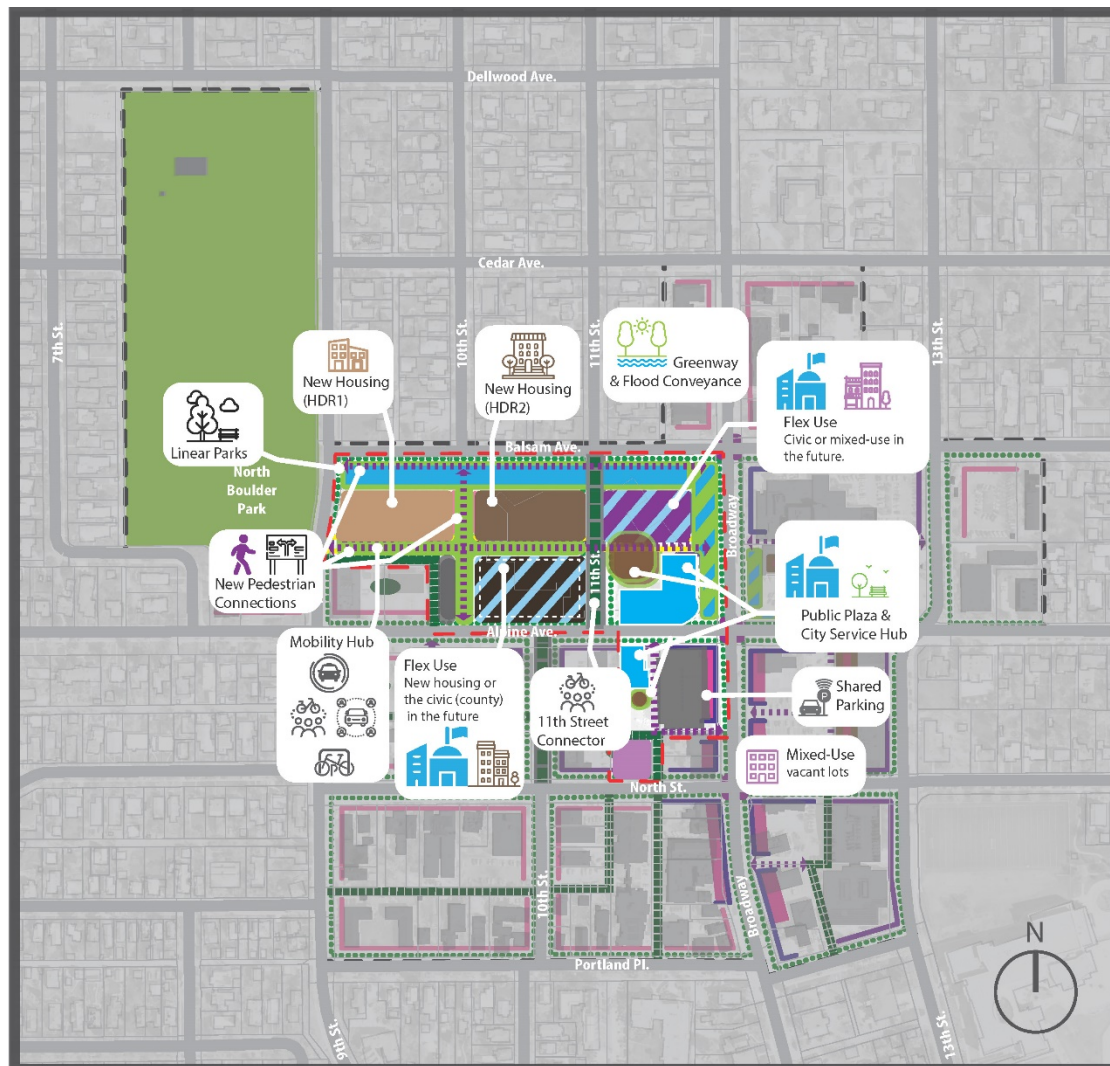 Dellwood Ave.
Cedar Ave.
7th St.
10th St.
11th St.
13th St.
New Housing
(HDR1)
New Housing
(HDR2)
Greenway
& Flood Conveyance
Flex Use
Civic or mixed-use in
the future.
Linear Parks
North
Boulder
Park
Balsam Ave.
Broadway
New Pedestrian
Connections
11th St.
Public Plaza &
City Service Hub
Alpine Ave.
Mobility Hub
Flex Use
New housing or
the civic (county)
in the future
11th Street
Connector
P
Shared
Parking
Mixed-Use
vacant lots
North St.
10th St.
Broadway
Portland Pl.
9th St.
13th St.
N